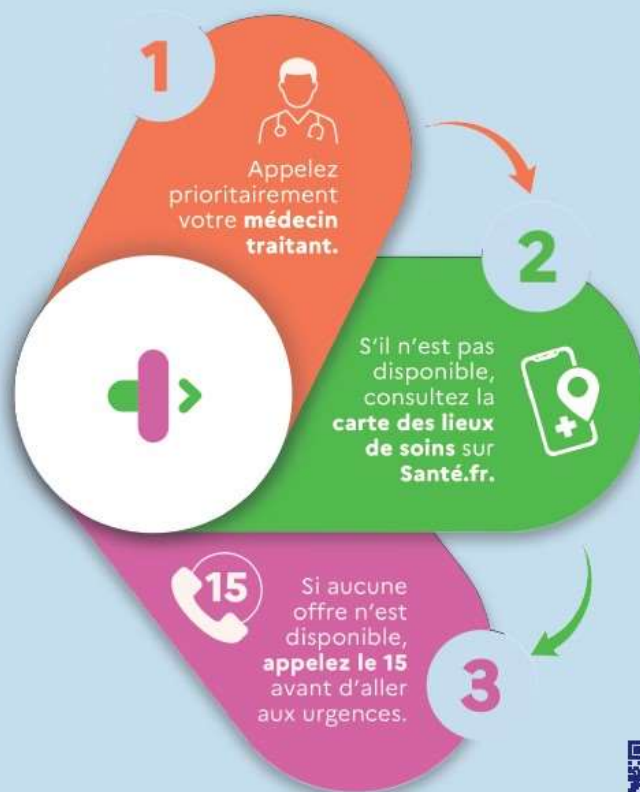 1
Appelez
prioritairement
votre médecin
traitant.
2
S'il n'est pas
disponible,
consultez la
carte des lieux
de soins sur
Santé.fr.
15
Si aucune
offre n'est
disponible,
appelez le 15
avant d'aller
aux urgences.
3